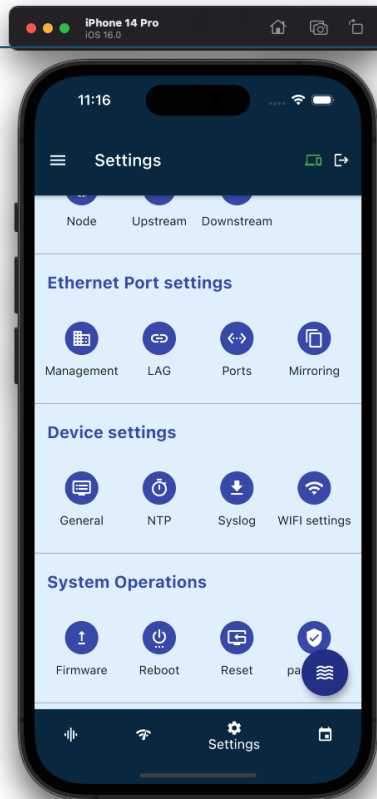 iPhone 14 Pro
iOS 16.0
11:16
Settings
Node Upstream Downstream
Ethernet Port settings
Management LAG Ports Mirroring
Device settings
General NTP Syslog WIFI settings
System Operations
Firmware Reboot Reset
Settings